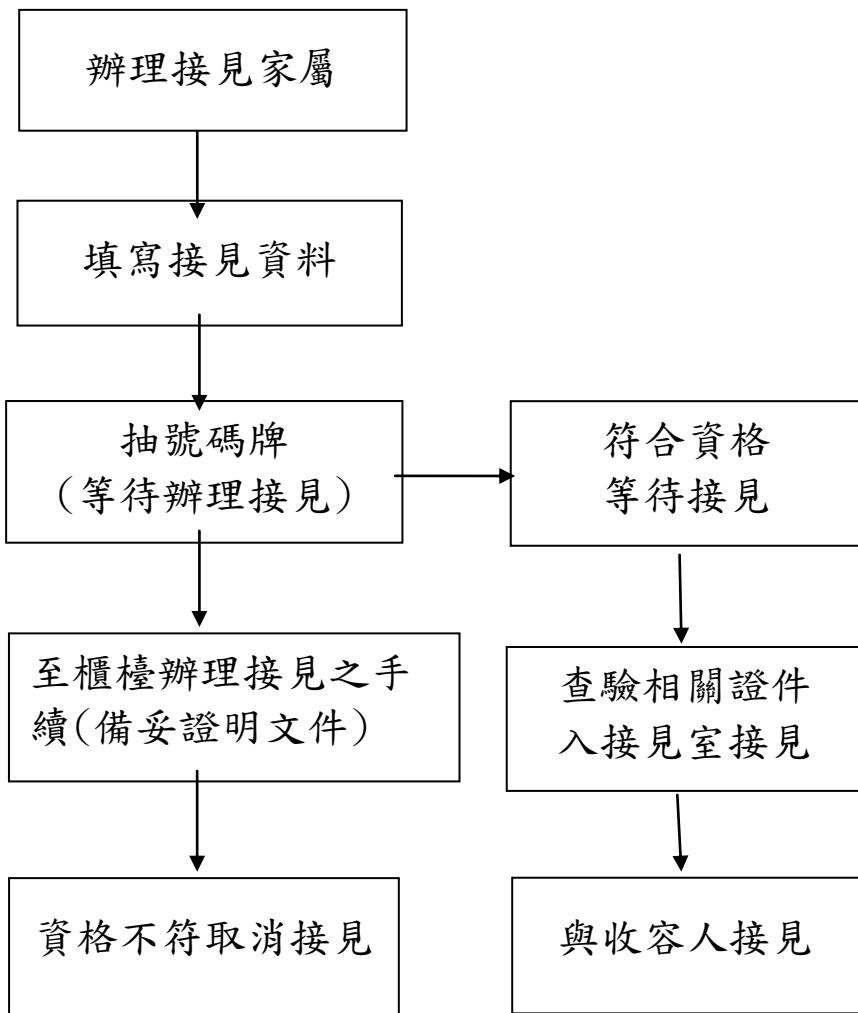 辦理接見家屬
填寫接見資料
抽號碼牌
(等待辦理接見)
符合資格
等待接見
至櫃檯辦理接見之手
續(備妥證明文件)
查驗相關證件
入接見室接見
資格不符取消接見
與收容人接見